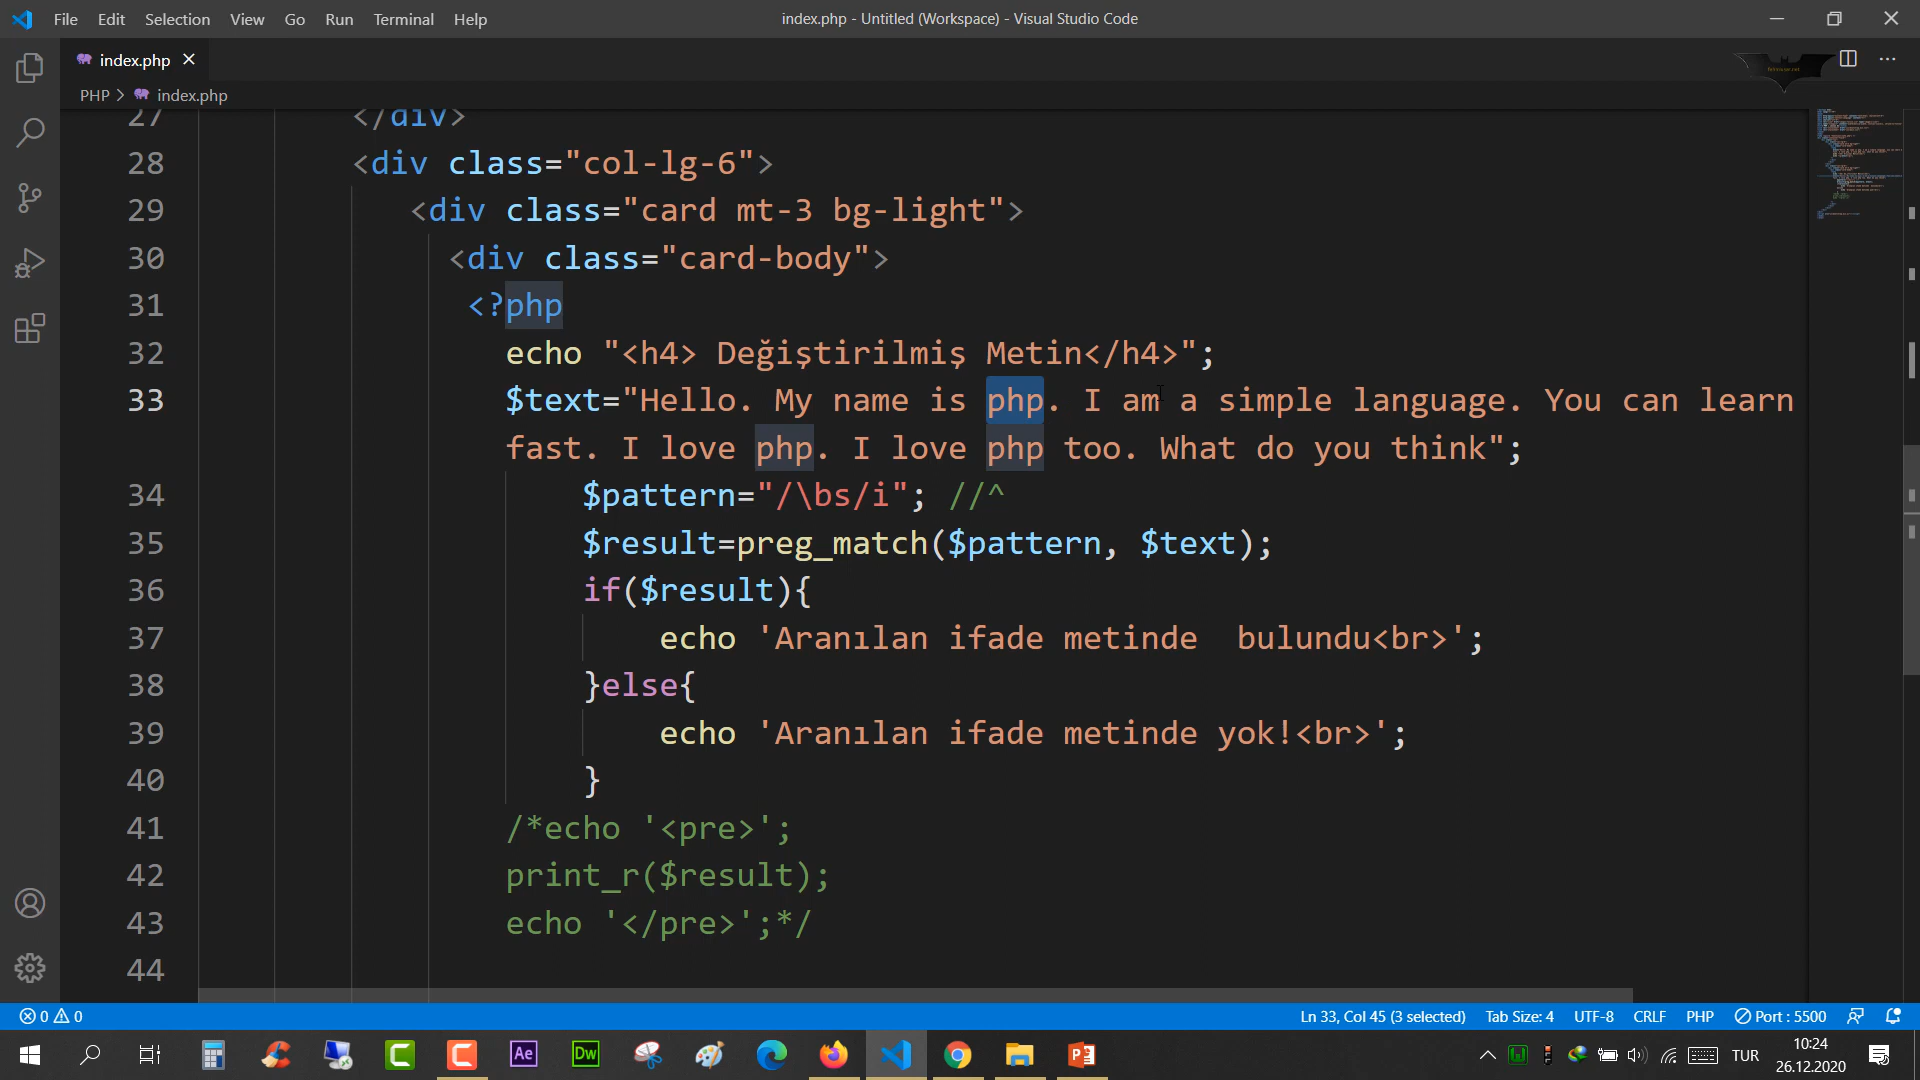 File Edit Selection View Go Run Terminal Help
index.php - Untitled (Workspace) - Visual Studio Code
index.php
PHP > index.php
27 </div>
28 <div class="col-lg-6">
29 <div class="card mt-3 bg-light">
30 <div class="card-body">
31 <?php
32 echo "<h4> Değiştirilmiş Metin</h4>";
33 $text="Hello. My name is php. I am a simple language. You can learn
fast. I love php. I love php too. What do you think";
34 $pattern="/\bs/i"; //^
35 $result=preg_match($pattern, $text);
36 if($result){
37 echo 'Aranılan ifade metinde  bulundu<br>';
38 }else{
39 echo 'Aranılan ifade metinde yok!<br>';
40 }
41 /*echo '<pre>';
42 print_r($result);
43 echo '</pre>';*/
44
0 0
Ln 33, Col 45 (3 selected) Tab Size: 4 UTF-8 CRLF PHP Port : 5500
Ae Dw
TUR
10:24
26.12.2020